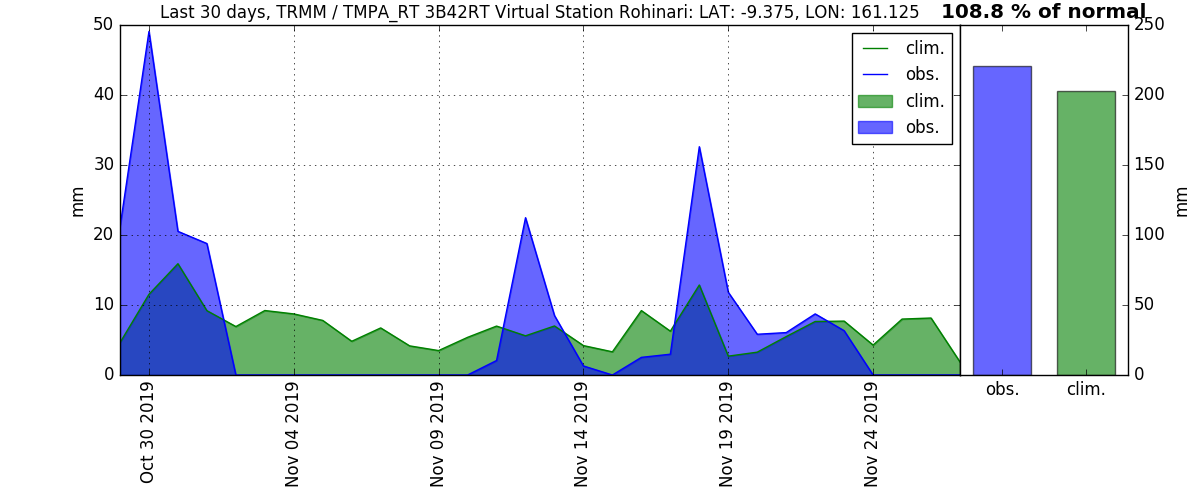 Last 30 days, TRMM / TMPA_RT 3B42RT Virtual Station Rohinari: LAT: -9.375, LON: 161.125
108.8 % of normal
50
40
30
20
10
0
mm
Oct 30 2019
Nov 04 2019
Nov 09 2019
Nov 14 2019
Nov 19 2019
Nov 24 2019
clim.
obs.
clim.
obs.
250
200
150
100
50
0
mm
obs.
clim.